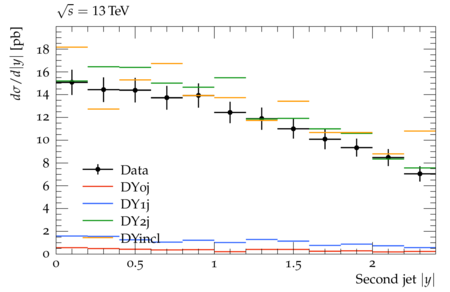 √s = 13 TeV
dσ/d|y| [pb]
18
16
14
12
10
8
6
4
2
0
Data
DY0j
DY1j
DY2j
DYincl
0 0.5 1 1.5 2
Second jet |y|